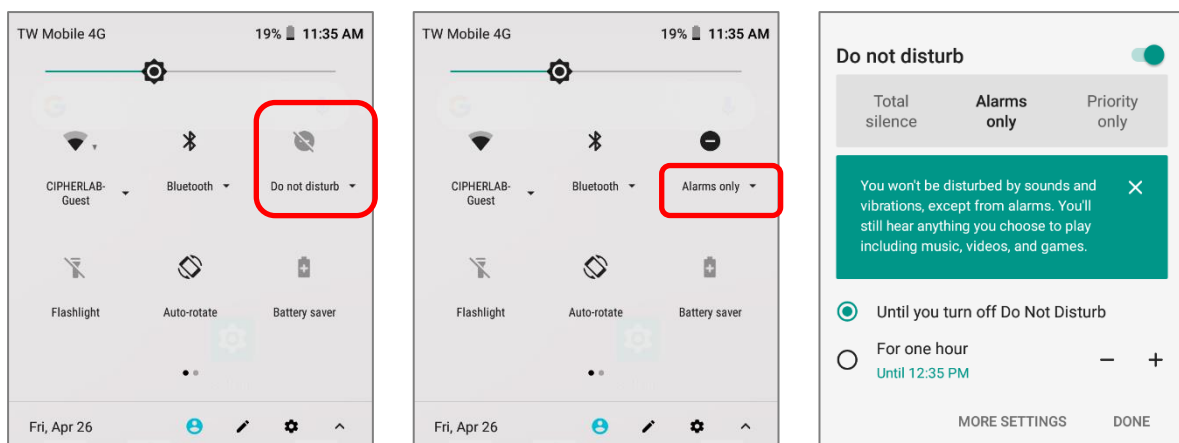 TW Mobile 4G
19% 11:35 AM
CIPHERLAB-
Guest
Bluetooth
Do not disturb
Flashlight
Auto-rotate
Battery saver
Fri, Apr 26
TW Mobile 4G
19% 11:35 AM
CIPHERLAB-
Guest
Bluetooth
Alarms only
Flashlight
Auto-rotate
Battery saver
Fri, Apr 26
Do not disturb
Total
silence
Alarms
only
Priority
only
You won't be disturbed by sounds and
vibrations, except from alarms. You'll
still hear anything you choose to play
including music, videos, and games.
Until you turn off Do Not Disturb
For one hour
Until 12:35 PM
MORE SETTINGS
DONE